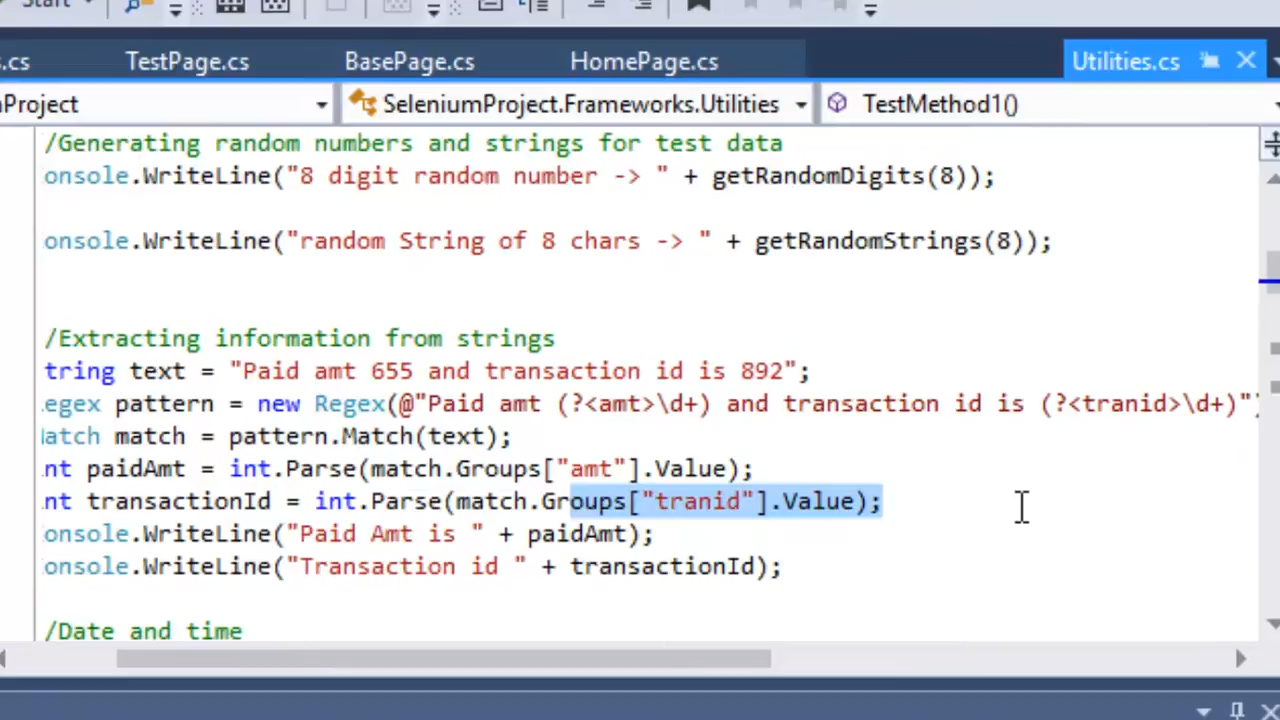 Start
.cs TestPage.cs BasePage.cs HomePage.cs Utilities.cs
Project SeleniumProject.Frameworks.Utilities TestMethod1()
/Generating random numbers and strings for test data
onsole.WriteLine("8 digit random number -> " + getRandomDigits(8));
onsole.WriteLine("random String of 8 chars -> " + getRandomStrings(8));
/Extracting information from strings
tring text = "Paid amt 655 and transaction id is 892";
egex pattern = new Regex(@"Paid amt (?<amt>\d+) and transaction id is (?<tranid>\d+)")
atch match = pattern.Match(text);
nt paidAmt = int.Parse(match.Groups["amt"].Value);
nt transactionId = int.Parse(match.Groups["tranid"].Value);
onsole.WriteLine("Paid Amt is " + paidAmt);
onsole.WriteLine("Transaction id " + transactionId);
/Date and time